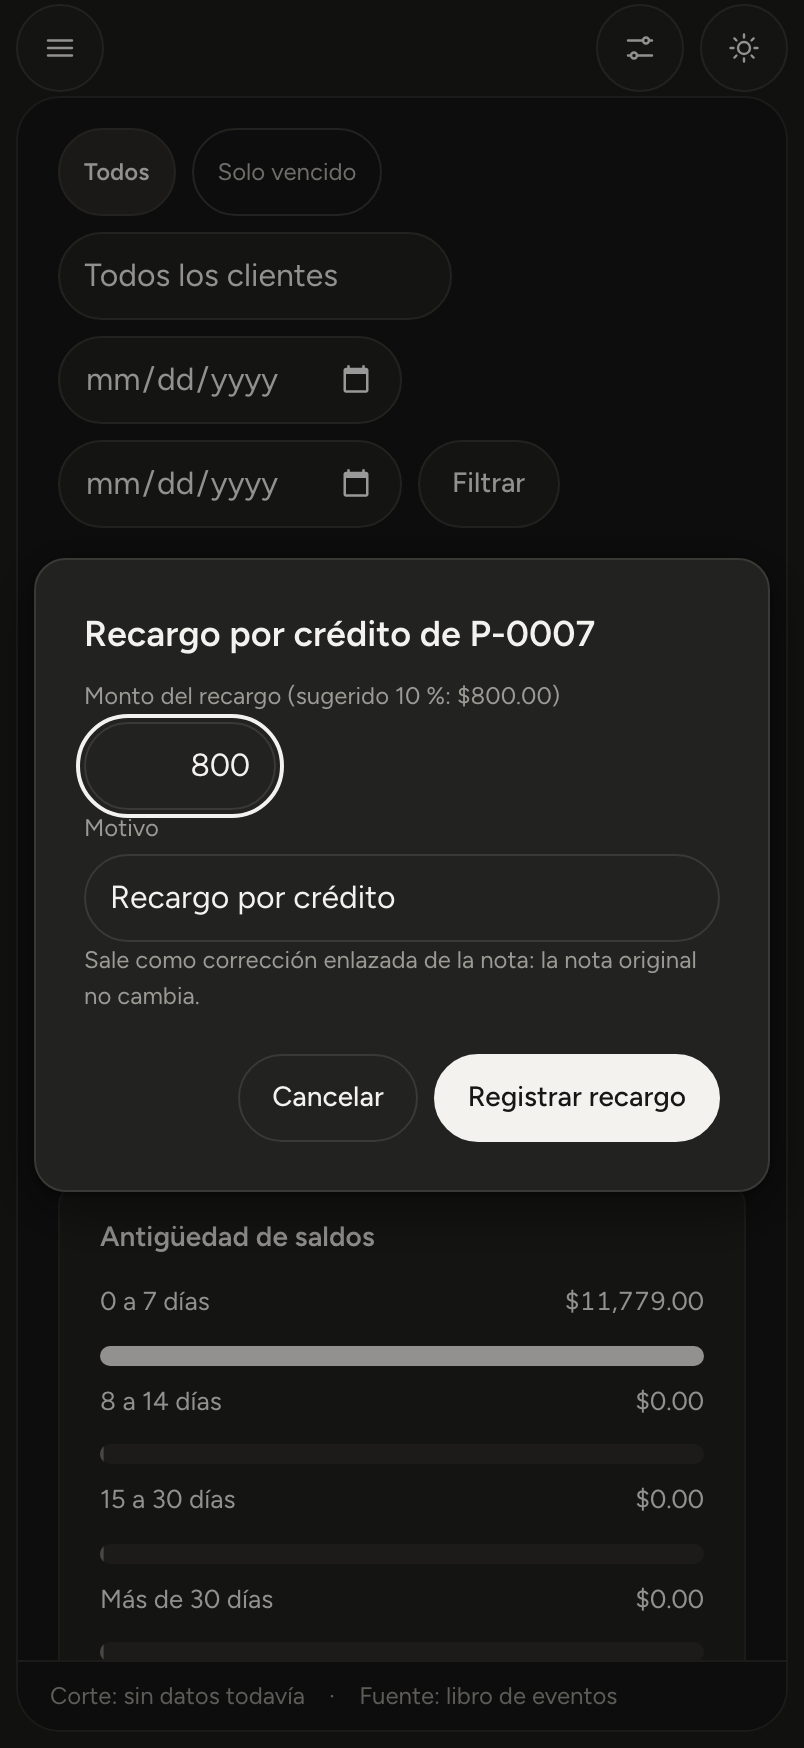 Todos
Solo vencido
Todos los clientes
mm/dd/yyyy
mm/dd/yyyy
Filtrar
Recargo por crédito de P-0007
Monto del recargo (sugerido 10 %: $800.00)
800
Motivo
Recargo por crédito
Sale como corrección enlazada de la nota: la nota original
no cambia.
Cancelar
Registrar recargo
Antigüedad de saldos
0 a 7 días $11,779.00
8 a 14 días $0.00
15 a 30 días $0.00
Más de 30 días $0.00
Corte: sin datos todavía · Fuente: libro de eventos